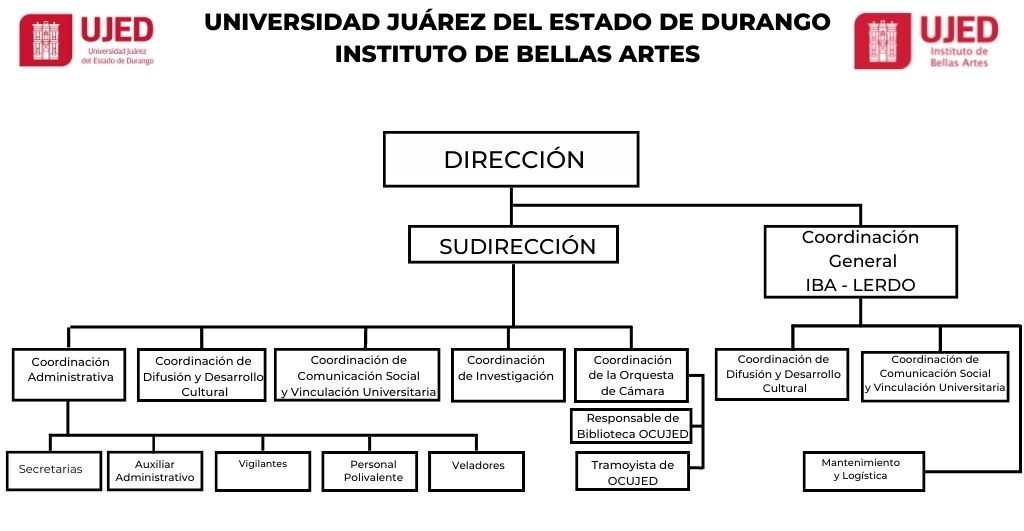 UNIVERSIDAD JUÁREZ DEL ESTADO DE DURANGO
INSTITUTO DE BELLAS ARTES
UJED
Universidad Juárez
del Estado de Durango
UJED
Instituto de
Bellas Artes
DIRECCIÓN
SUDIRECCIÓN
Coordinación
General
IBA - LERDO
Coordinación
Administrativa
Coordinación de
Difusión y Desarrollo
Cultural
Coordinación de
Comunicación Social
y Vinculación Universitaria
Coordinación
de Investigación
Coordinación
de la Orquesta
de Cámara
Coordinación de
Difusión y Desarrollo
Cultural
Coordinación de
Comunicación Social
y Vinculación Universitaria
Responsable de
Biblioteca OCUJED
Secretarias
Auxiliar
Administrativo
Vigilantes
Personal
Polivalente
Veladores
Tramoyista de
OCUJED
Mantenimiento
y Logística